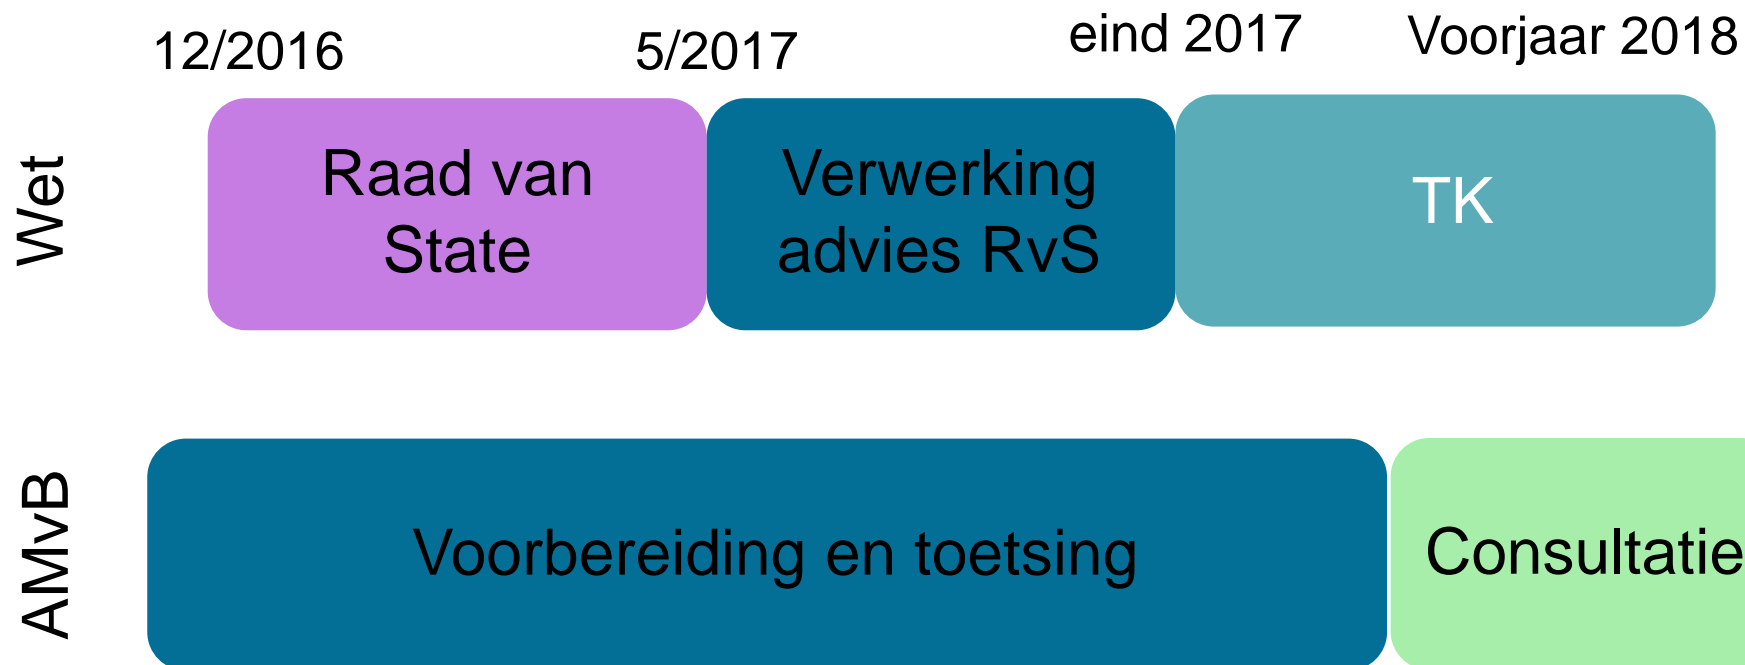 12/2016
5/2017
eind 2017
Voorjaar 2018
Wet
Raad van
State
Verwerking
advies RvS
TK
AMvB
Voorbereiding en toetsing
Consultatie